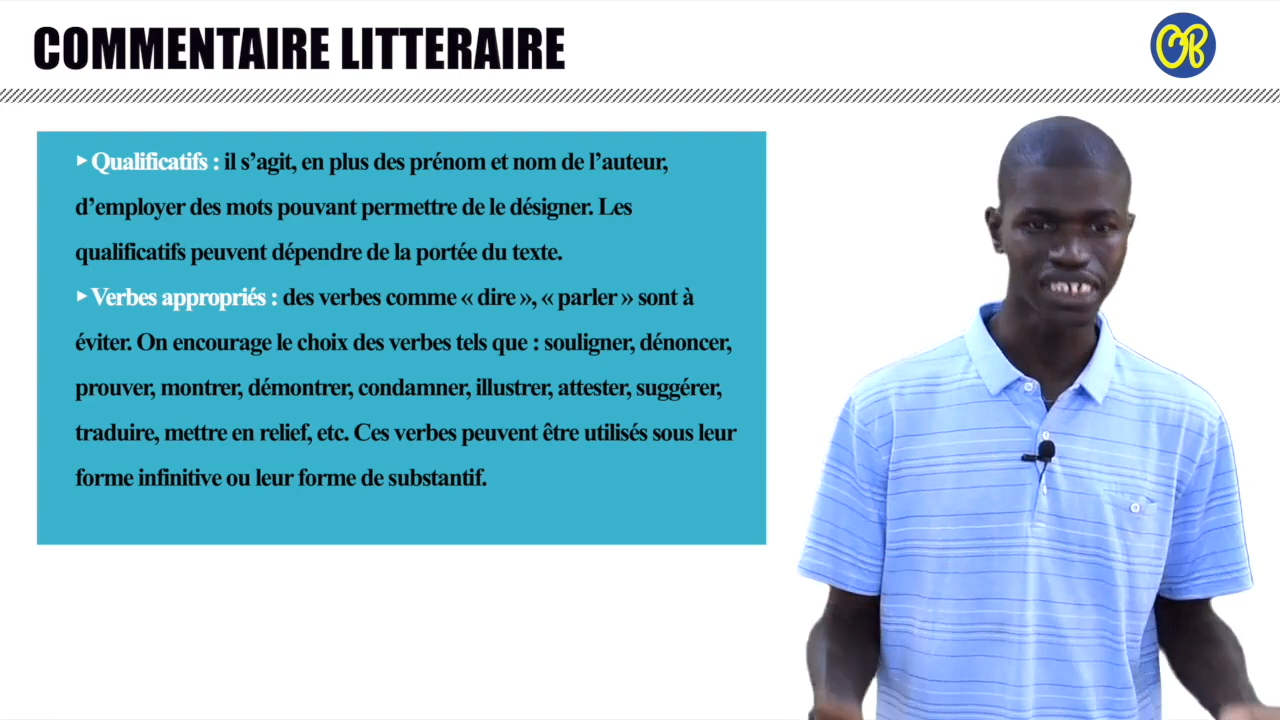 COMMENTAIRE LITTERAIRE
▸Qualificatifs : il s’agit, en plus des prénom et nom de l’auteur,
d’employer des mots pouvant permettre de le désigner. Les
qualificatifs peuvent dépendre de la portée du texte.
▸Verbes appropriés : des verbes comme « dire », « parler » sont à
éviter. On encourage le choix des verbes tels que : souligner, dénoncer,
prouver, montrer, démontrer, condamner, illustrer, attester, suggérer,
traduire, mettre en relief, etc. Ces verbes peuvent être utilisés sous leur
forme infinitive ou leur forme de substantif.